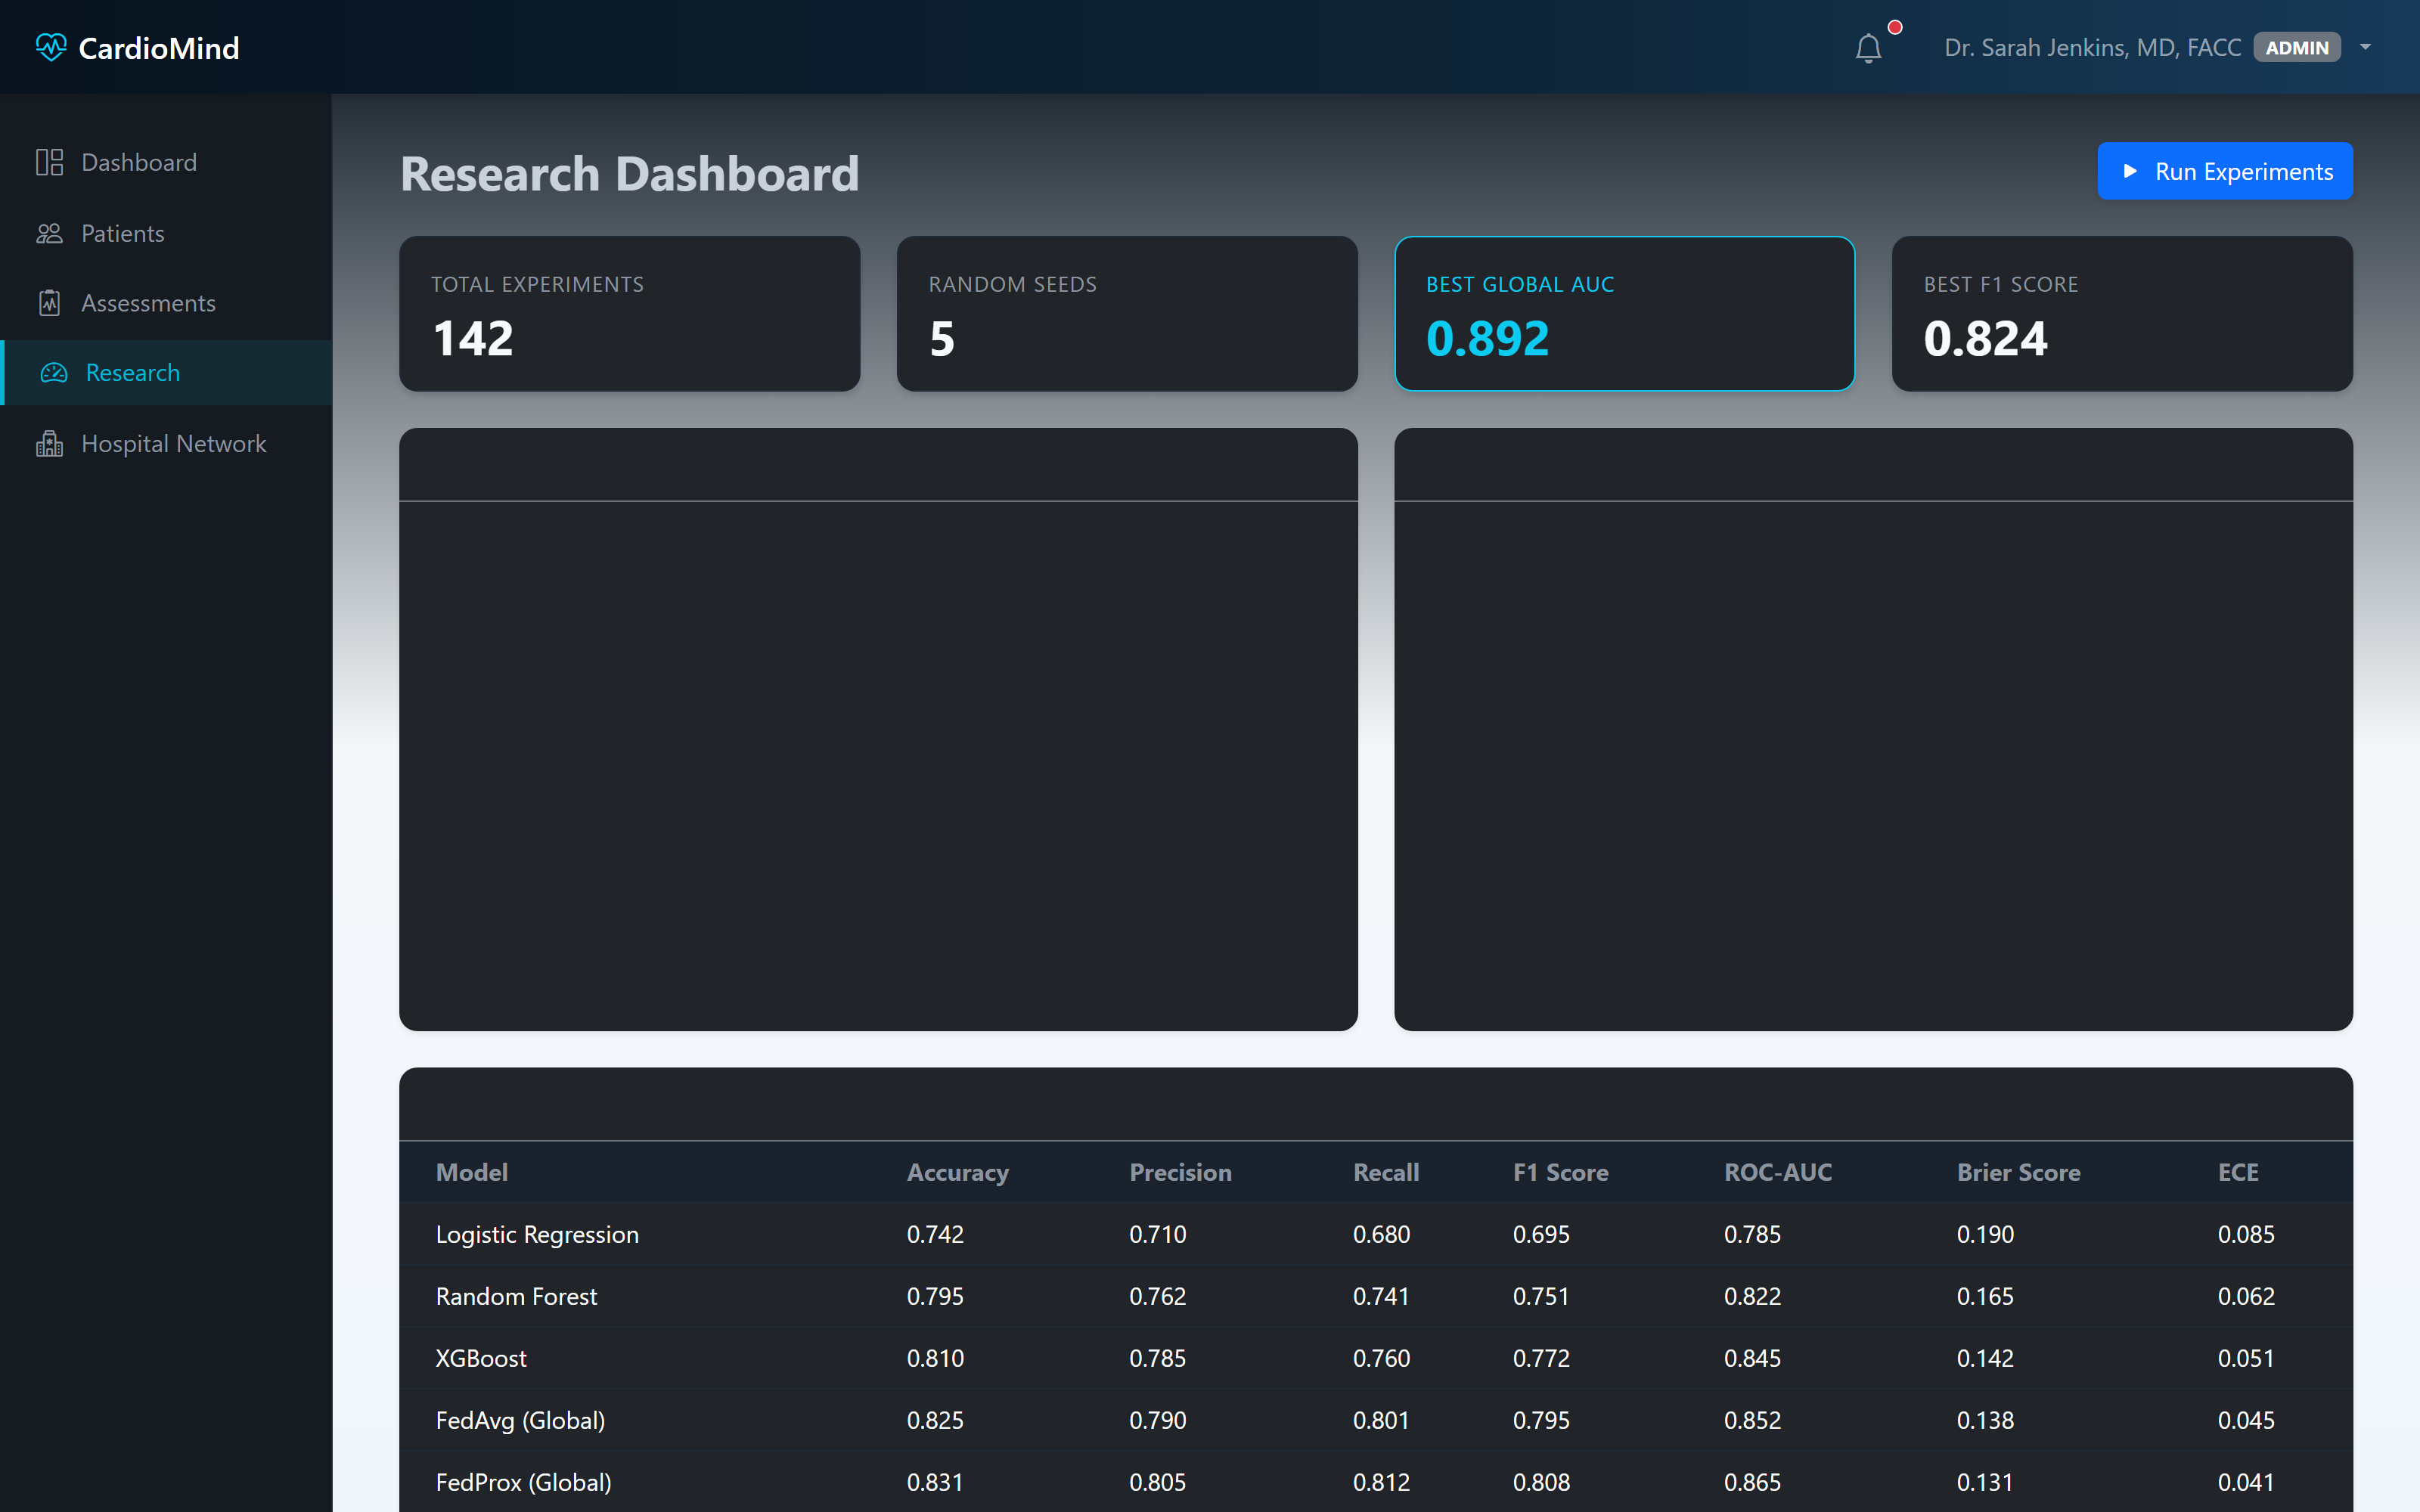 CardioMind
Dr. Sarah Jenkins, MD, FACC ADMIN
Dashboard
Patients
Assessments
Research
Hospital Network
Research Dashboard
Run Experiments
TOTAL EXPERIMENTS
142
RANDOM SEEDS
5
BEST GLOBAL AUC
0.892
BEST F1 SCORE
0.824
Model Accuracy Precision Recall F1 Score ROC-AUC Brier Score ECE
Logistic Regression 0.742 0.710 0.680 0.695 0.785 0.190 0.085
Random Forest 0.795 0.762 0.741 0.751 0.822 0.165 0.062
XGBoost 0.810 0.785 0.760 0.772 0.845 0.142 0.051
FedAvg (Global) 0.825 0.790 0.801 0.795 0.852 0.138 0.045
FedProx (Global) 0.831 0.805 0.812 0.808 0.865 0.131 0.041